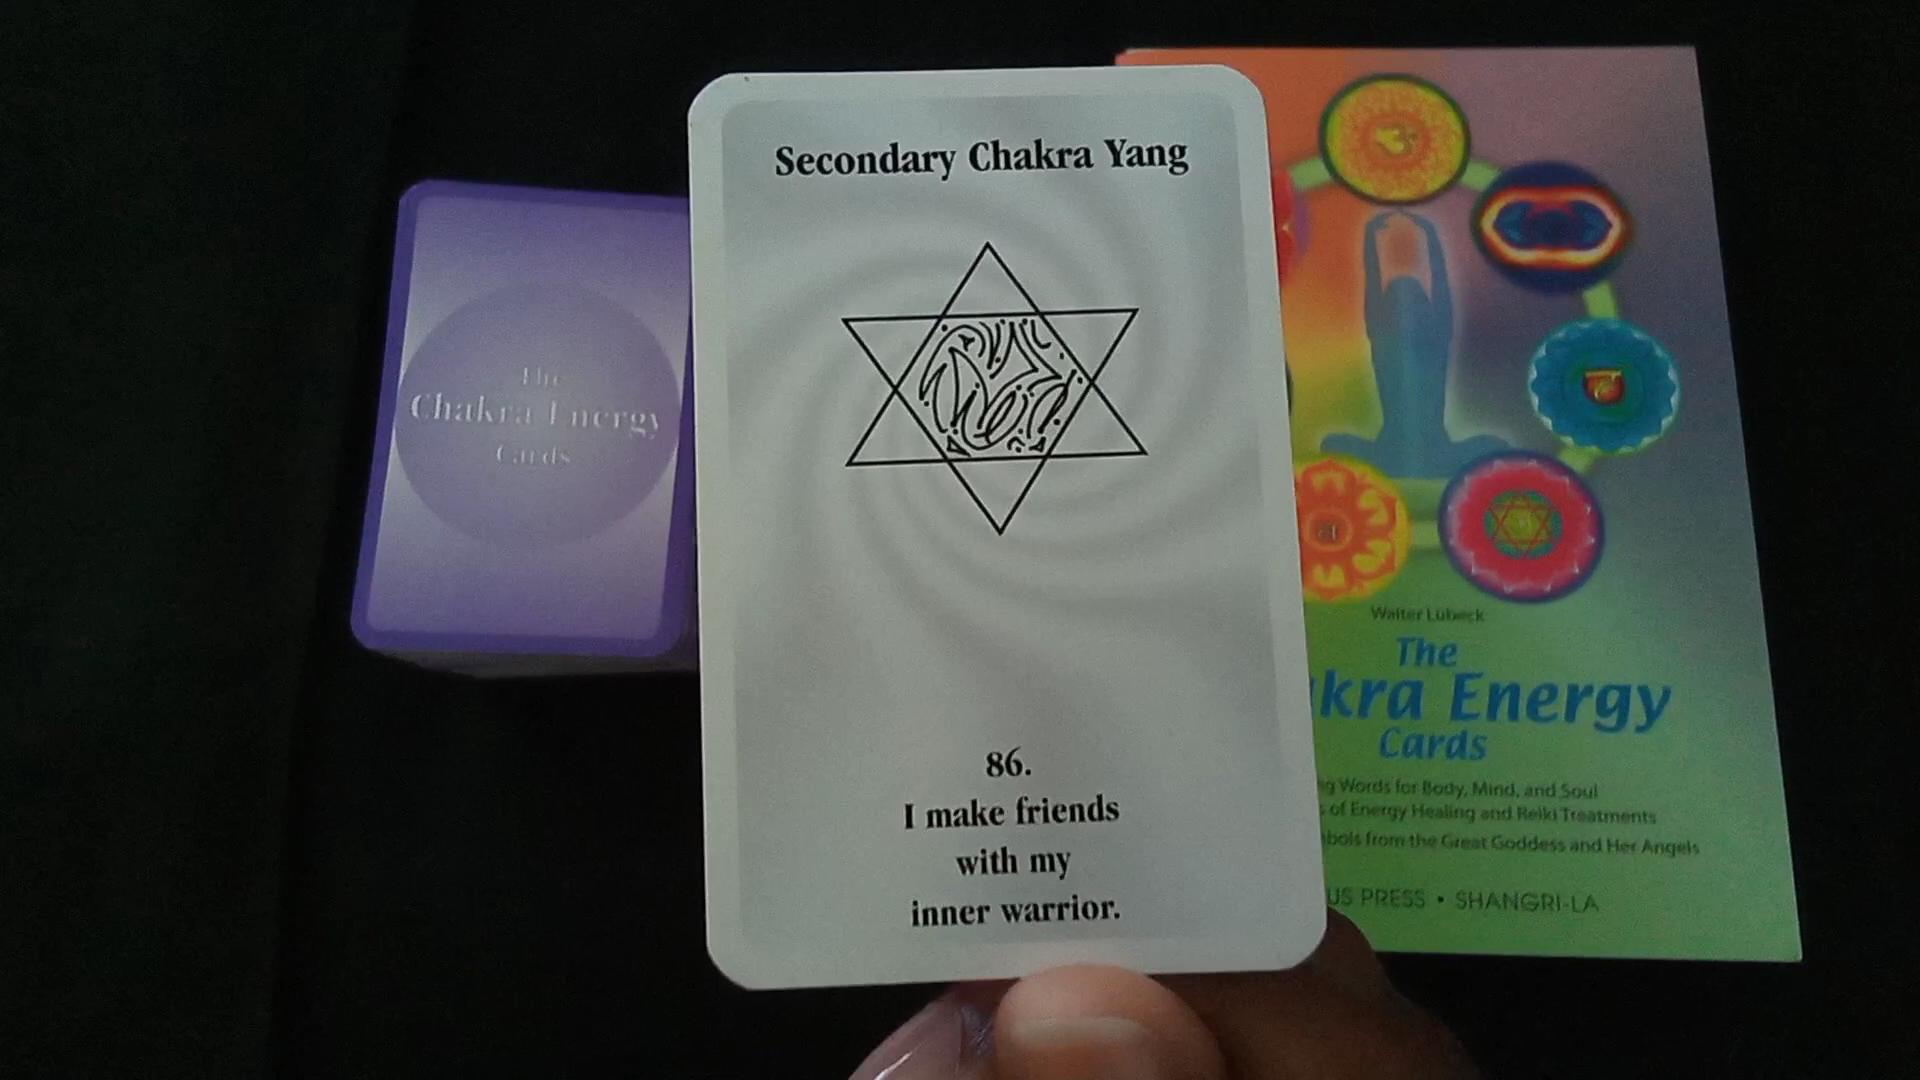 The
Chakra Energy
Cards
Secondary Chakra Yang
86.
I make friends
with my
inner warrior.
Walter Lübeck
The
kra Energy
Cards
g Words for Body, Mind, and Soul
s of Energy Healing and Reiki Treatments
bols from the Great Goddess and Her Angels
US PRESS • SHANGRI-LA